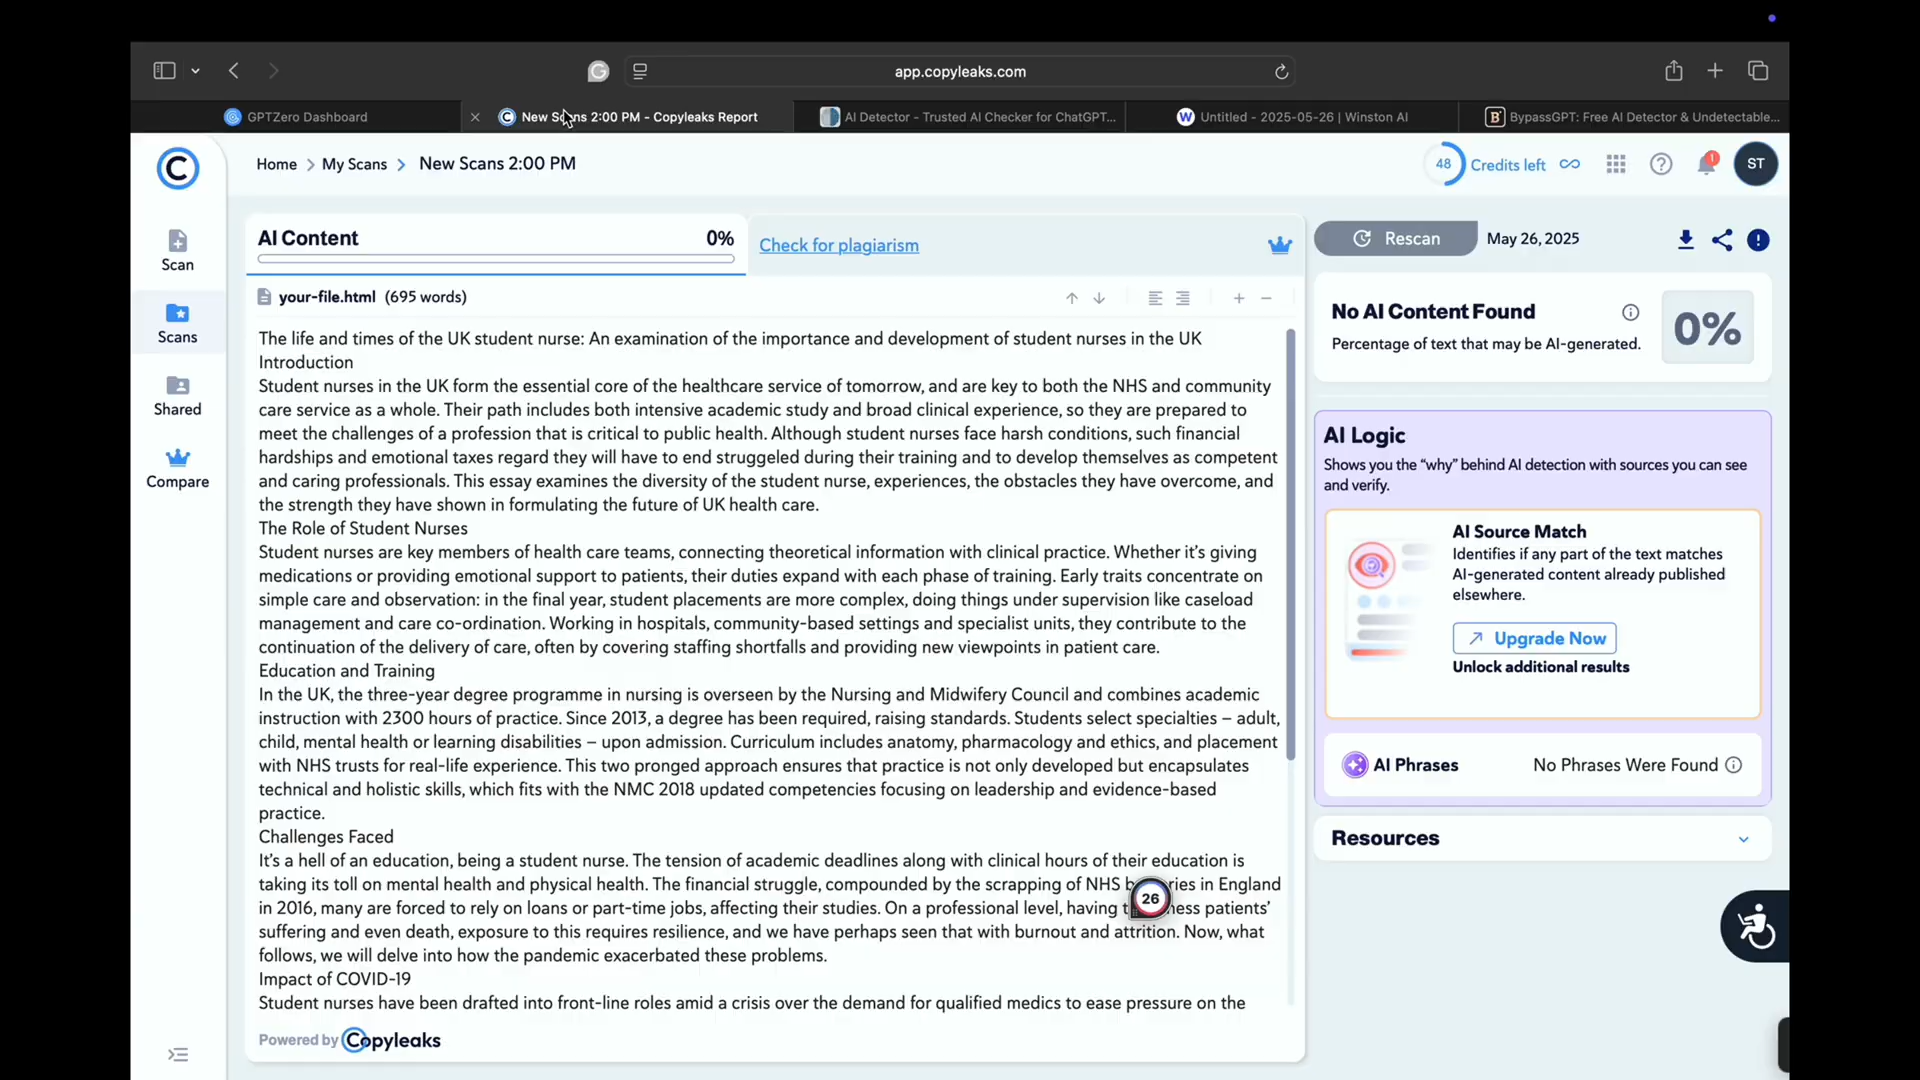 app.copyleaks.com
GPTZero Dashboard
New Scans 2:00 PM - Copyleaks Report
AI Detector - Trusted AI Checker for ChatGPT...
Untitled - 2025-05-26 | Winston AI
BypassGPT: Free AI Detector & Undetectable...
Home
My Scans
New Scans 2:00 PM
48
Credits left
1
ST
Scan
Scans
Shared
Compare
AI Content
0%
Check for plagiarism
your-file.html (695 words)
The life and times of the UK student nurse: An examination of the importance and development of student nurses in the UK
Introduction
Student nurses in the UK form the essential core of the healthcare service of tomorrow, and are key to both the NHS and community
care service as a whole. Their path includes both intensive academic study and broad clinical experience, so they are prepared to
meet the challenges of a profession that is critical to public health. Although student nurses face harsh conditions, such financial
hardships and emotional taxes regard they will have to end struggeled during their training and to develop themselves as competent
and caring professionals. This essay examines the diversity of the student nurse, experiences, the obstacles they have overcome, and
the strength they have shown in formulating the future of UK health care.
The Role of Student Nurses
Student nurses are key members of health care teams, connecting theoretical information with clinical practice. Whether it's giving
medications or providing emotional support to patients, their duties expand with each phase of training. Early traits concentrate on
simple care and observation: in the final year, student placements are more complex, doing things under supervision like caseload
management and care co-ordination. Working in hospitals, community-based settings and specialist units, they contribute to the
continuation of the delivery of care, often by covering staffing shortfalls and providing new viewpoints in patient care.
Education and Training
In the UK, the three-year degree programme in nursing is overseen by the Nursing and Midwifery Council and combines academic
instruction with 2300 hours of practice. Since 2013, a degree has been required, raising standards. Students select specialties – adult,
child, mental health or learning disabilities – upon admission. Curriculum includes anatomy, pharmacology and ethics, and placement
with NHS trusts for real-life experience. This two pronged approach ensures that practice is not only developed but encapsulates
technical and holistic skills, which fits with the NMC 2018 updated competencies focusing on leadership and evidence-based
practice.
Challenges Faced
It's a hell of an education, being a student nurse. The tension of academic deadlines along with clinical hours of their education is
taking its toll on mental health and physical health. The financial struggle, compounded by the scrapping of NHS in England
in 2016, many are forced to rely on loans or part-time jobs, affecting their studies. On a professional level, having patients'
suffering and even death, exposure to this requires resilience, and we have perhaps seen that with burnout and attrition. Now, what
follows, we will delve into how the pandemic exacerbated these problems.
Impact of COVID-19
Student nurses have been drafted into front-line roles amid a crisis over the demand for qualified medics to ease pressure on the
26
Powered by Copyleaks
Rescan
May 26, 2025
No AI Content Found
Percentage of text that may be AI-generated.
0%
AI Logic
Shows you the “why” behind AI detection with sources you can see
and verify.
AI Source Match
Identifies if any part of the text matches
AI-generated content already published
elsewhere.
Upgrade Now
Unlock additional results
AI Phrases
No Phrases Were Found
Resources